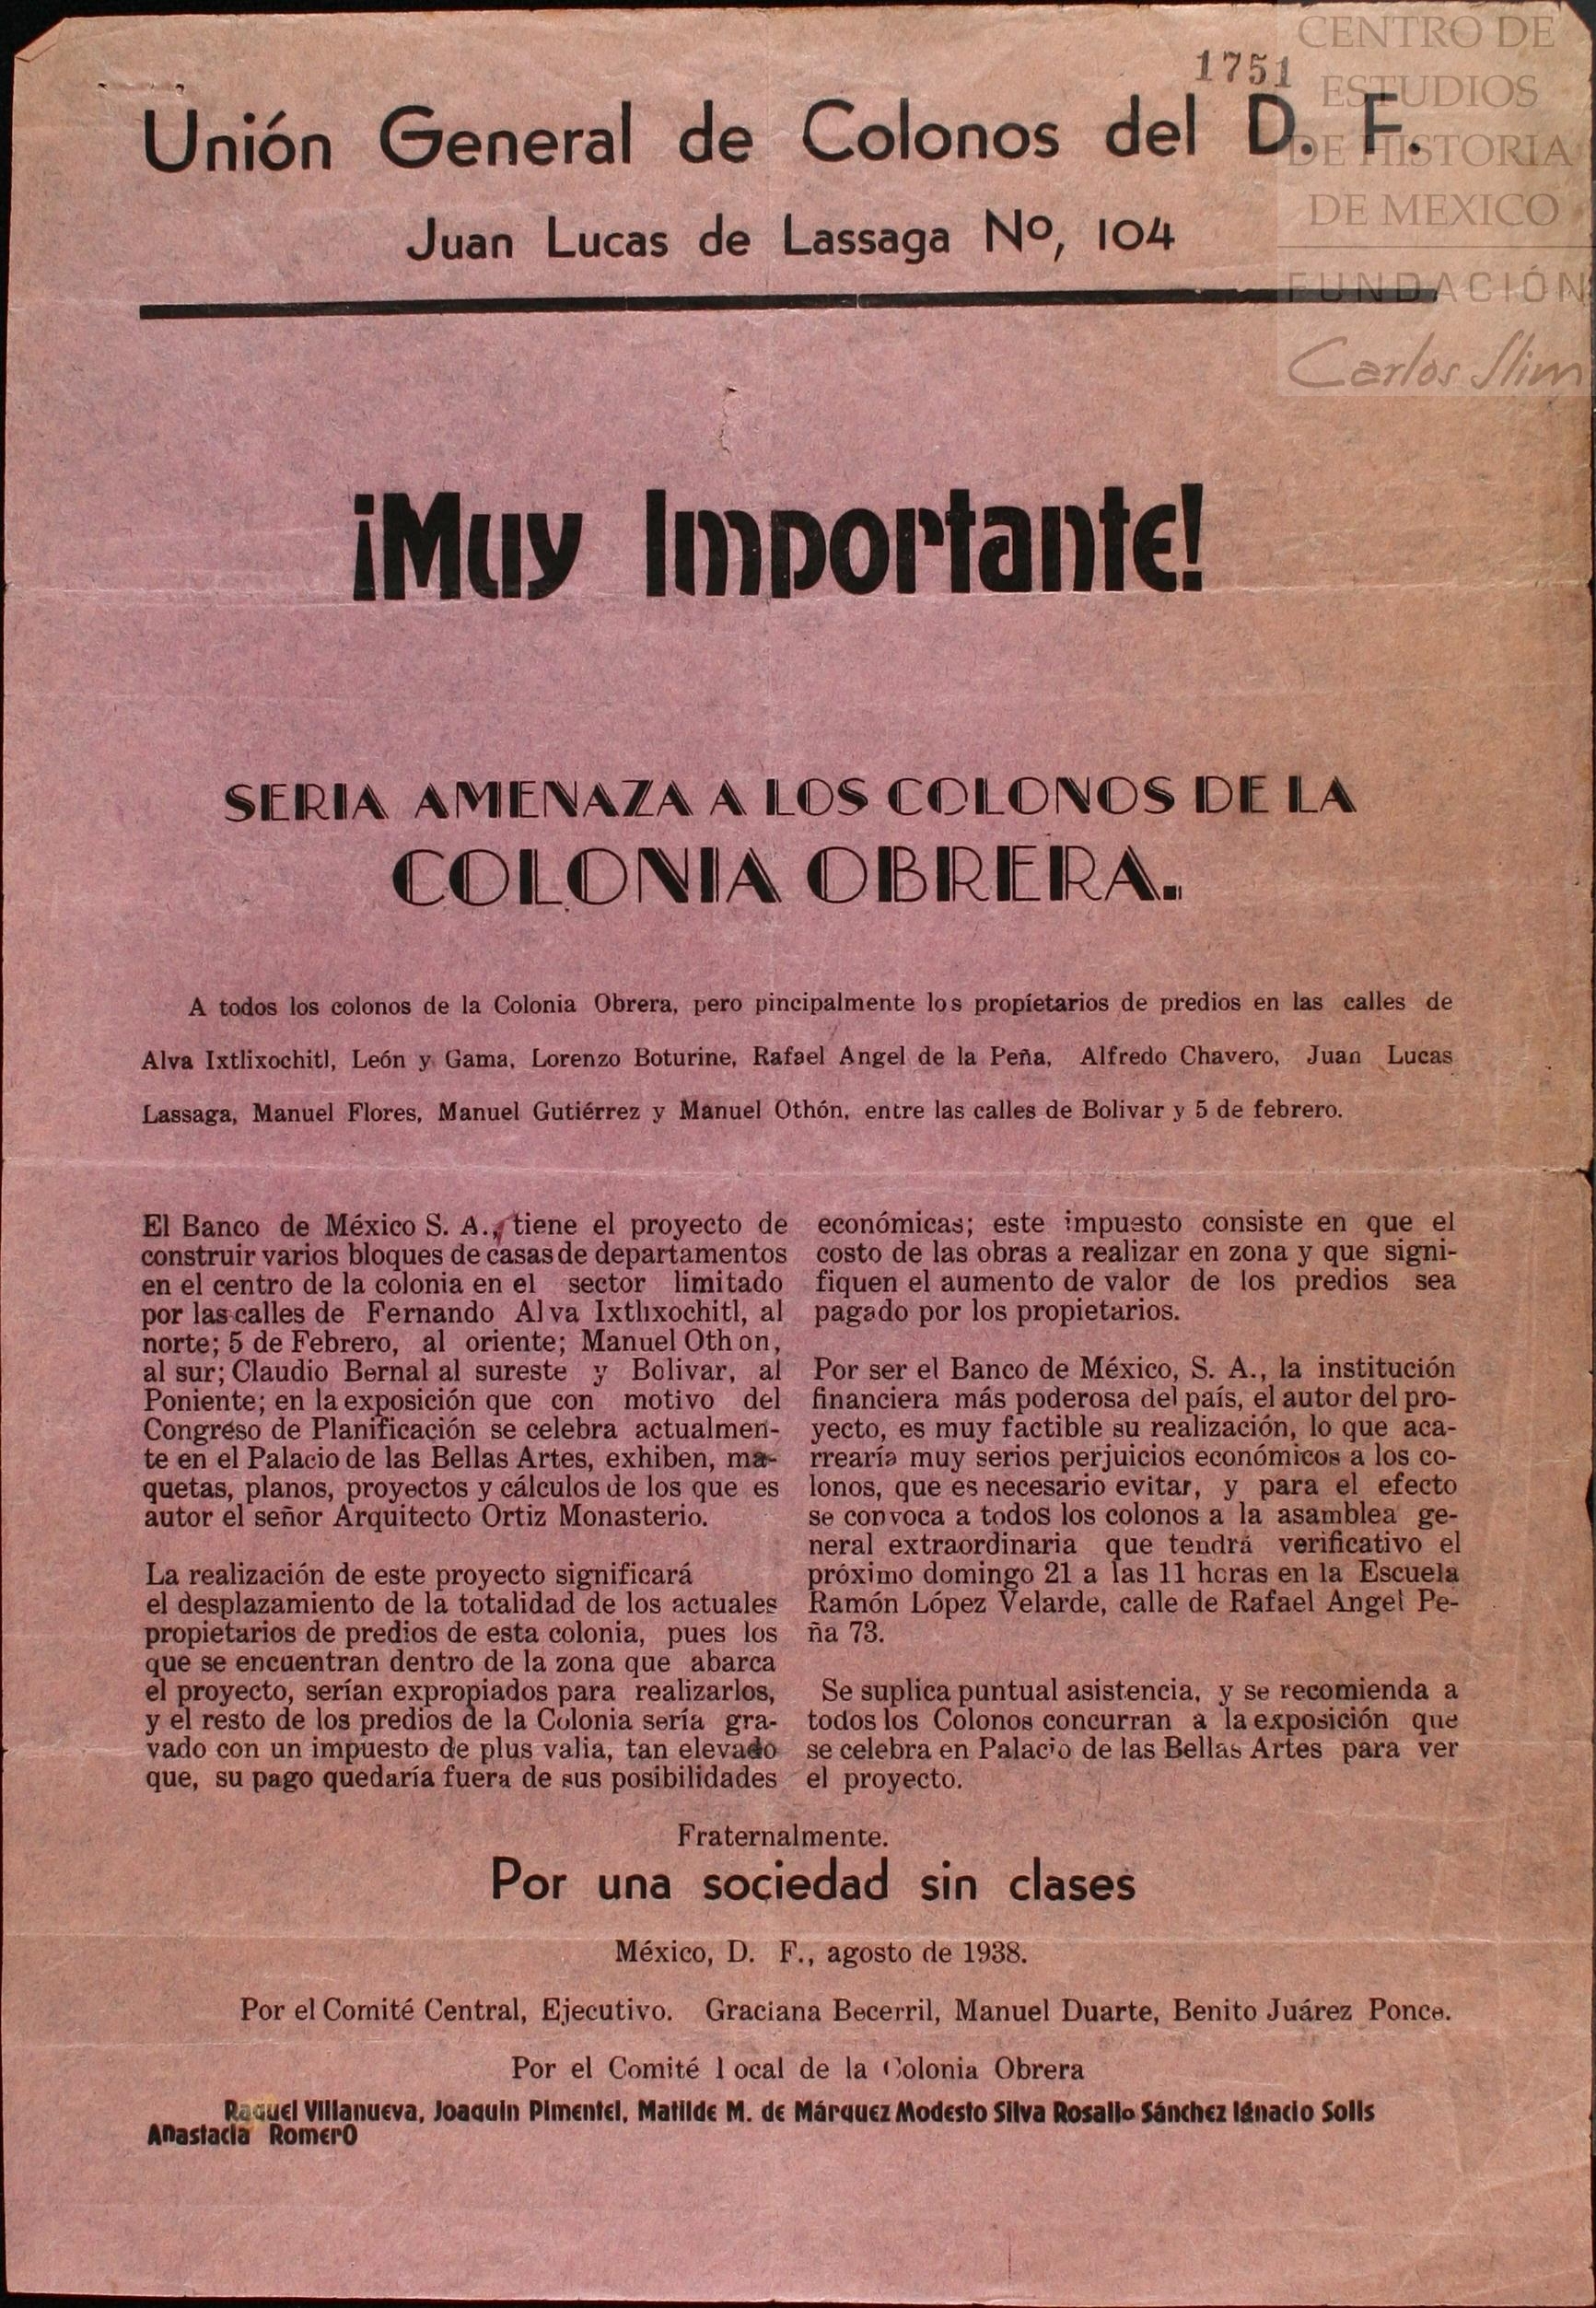 1751
CENTRO DE
ESTUDIOS
DE HISTORIA
DE MEXICO
FUNDACIÓN
Carlos Slim
Unión General de Colonos del D. F.
Juan Lucas de Lassaga Nº, 104
¡Muy Importante!
SERIA AMENAZA A LOS COLONOS DE LA
COLONIA OBRERA.
A todos los colonos de la Colonia Obrera, pero pincipalmente los propietarios de predios en las calles de
Alva Ixtlixochitl, León y Gama, Lorenzo Boturine, Rafael Angel de la Peña, Alfredo Chavero, Juan Lucas
Lassaga, Manuel Flores, Manuel Gutiérrez y Manuel Othón, entre las calles de Bolivar y 5 de febrero.
El Banco de México S. A., tiene el proyecto de
construir varios bloques de casas de departamentos
en el centro de la colonia en el sector limitado
por las calles de Fernando Alva Ixtlixochitl, al
norte; 5 de Febrero, al oriente; Manuel Othon,
al sur; Claudio Bernal al sureste y Bolivar, al
Poniente; en la exposición que con motivo del
Congreso de Planificación se celebra actualmen-
te en el Palacio de las Bellas Artes, exhiben, ma-
quetas, planos, proyectos y cálculos de los que es
autor el señor Arquitecto Ortiz Monasterio.
La realización de este proyecto significará
el desplazamiento de la totalidad de los actuales
propietarios de predios de esta colonia, pues los
que se encuentran dentro de la zona que abarca
el proyecto, serían expropiados para realizarlos,
y el resto de los predios de la Colonia sería gra-
vado con un impuesto de plus valia, tan elevado
que, su pago quedaría fuera de sus posibilidades
económicas; este impuesto consiste en que el
costo de las obras a realizar en zona y que signi-
fiquen el aumento de valor de los predios sea
pagado por los propietarios.
Por ser el Banco de México, S. A., la institución
financiera más poderosa del país, el autor del pro-
yecto, es muy factible su realización, lo que aca-
rrearía muy serios perjuicios económicos a los co-
lonos, que es necesario evitar, y para el efecto
se convoca a todos los colonos a la asamblea ge-
neral extraordinaria que tendrá verificativo el
próximo domingo 21 a las 11 horas en la Escuela
Ramón López Velarde, calle de Rafael Angel Pe-
ña 73.
Se suplica puntual asistencia, y se recomienda a
todos los Colonos concurran a la exposición que
se celebra en Palacio de las Bellas Artes para ver
el proyecto.
Fraternalmente.
Por una sociedad sin clases
México, D. F., agosto de 1938.
Por el Comité Central, Ejecutivo. Graciana Becerril, Manuel Duarte, Benito Juárez Ponce.
Por el Comité local de la Colonia Obrera
Raquel Villanueva, Joaquin Pimentel, Matilde M. de Márquez Modesto Silva Rosalio Sánchez Ignacio Solis
Anastacia Romero